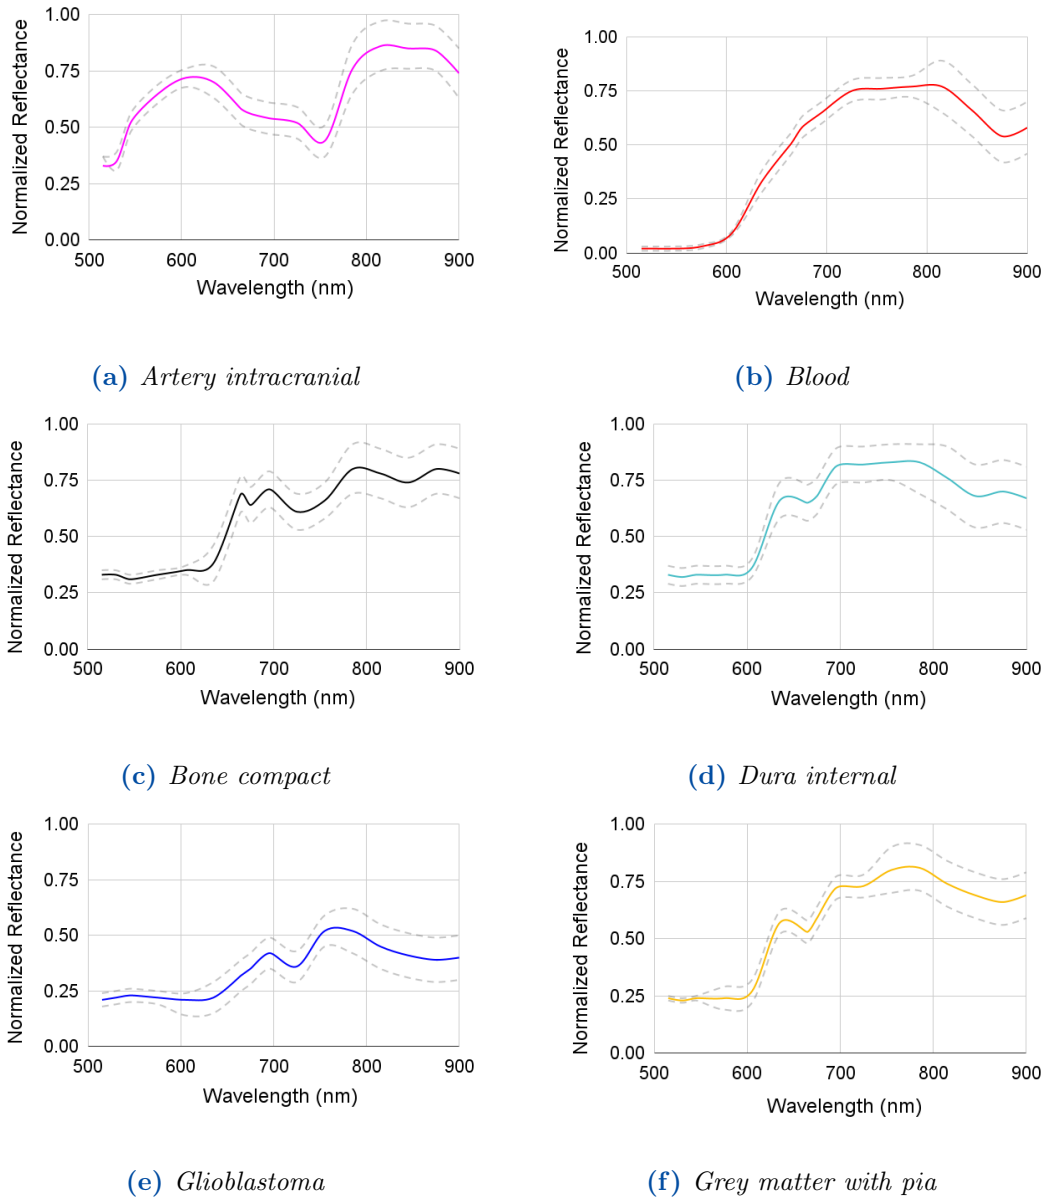 1.00
0.75
0.50
0.25
0.00
Normalized Reflectance
500 600 700 800 900
Wavelength (nm)
(a) Artery intracranial
1.00
0.75
0.50
0.25
0.00
Normalized Reflectance
500 600 700 800 900
Wavelength (nm)
(b) Blood
1.00
0.75
0.50
0.25
0.00
Normalized Reflectance
500 600 700 800 900
Wavelength (nm)
(c) Bone compact
1.00
0.75
0.50
0.25
0.00
Normalized Reflectance
500 600 700 800 900
Wavelength (nm)
(d) Dura internal
1.00
0.75
0.50
0.25
0.00
Normalized Reflectance
500 600 700 800 900
Wavelength (nm)
(e) Glioblastoma
1.00
0.75
0.50
0.25
0.00
Normalized Reflectance
500 600 700 800 900
Wavelength (nm)
(f) Grey matter with pia